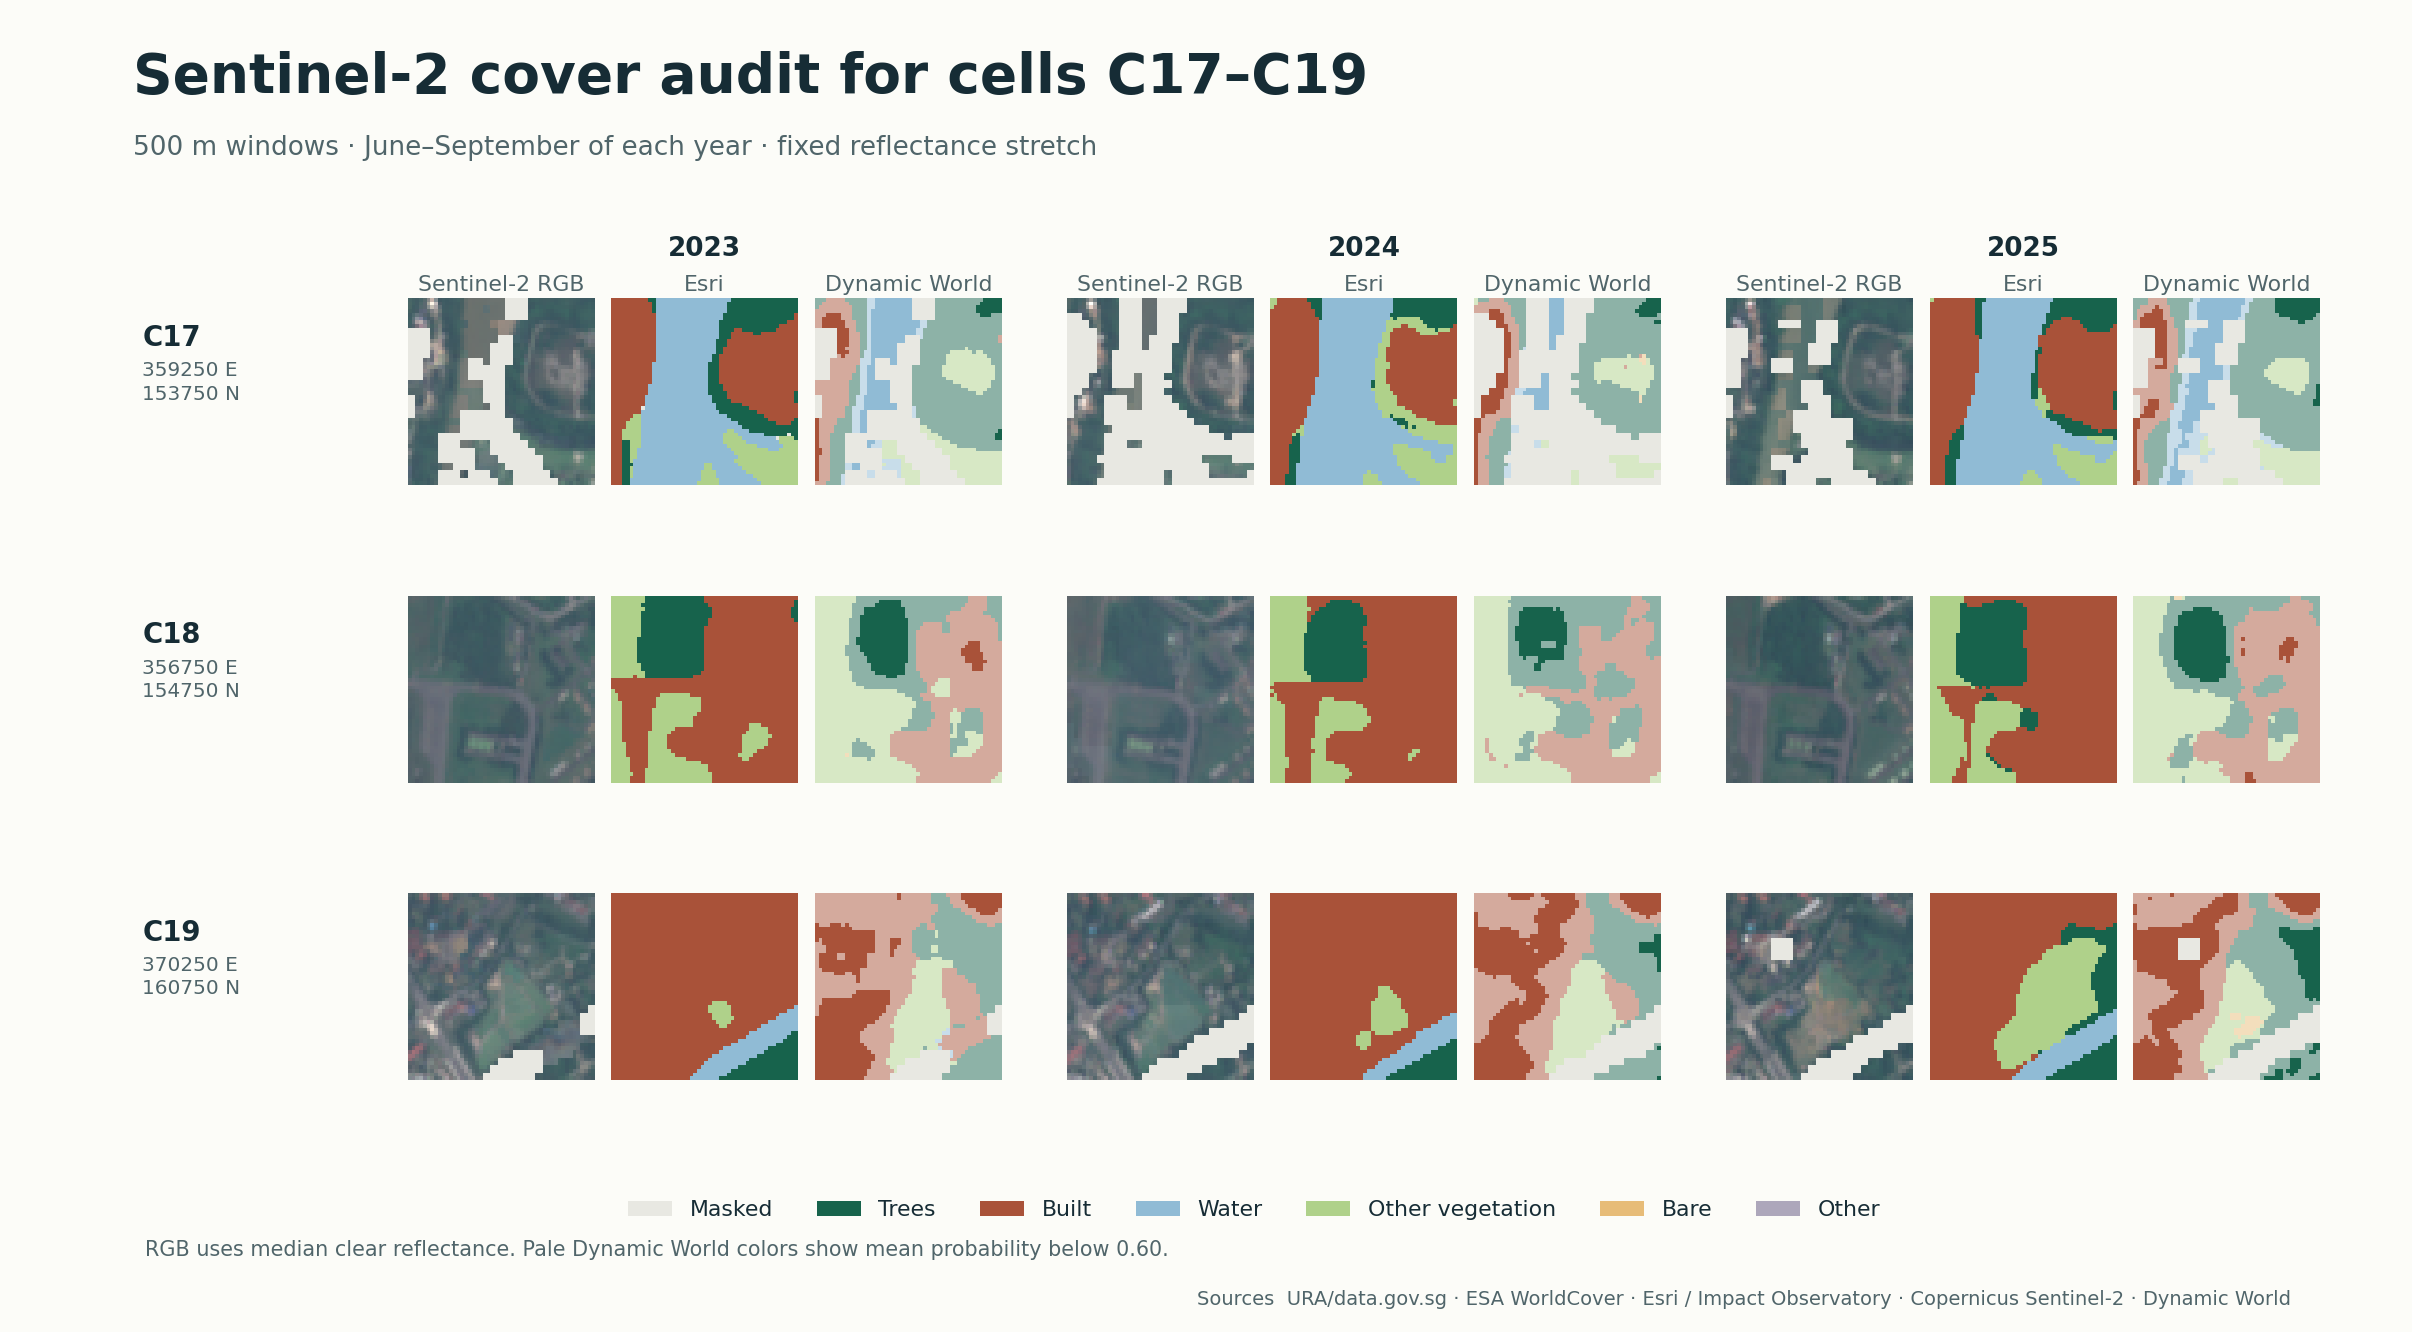 Sentinel-2 cover audit for cells C17–C19
500 m windows · June–September of each year · fixed reflectance stretch
2023 2024 2025
Sentinel-2 RGB Esri Dynamic World Sentinel-2 RGB Esri Dynamic World Sentinel-2 RGB Esri Dynamic World
C17
359250 E
153750 N
C18
356750 E
154750 N
C19
370250 E
160750 N
Masked Trees Built Water Other vegetation Bare Other
RGB uses median clear reflectance. Pale Dynamic World colors show mean probability below 0.60.
Sources URA/data.gov.sg · ESA WorldCover · Esri / Impact Observatory · Copernicus Sentinel-2 · Dynamic World